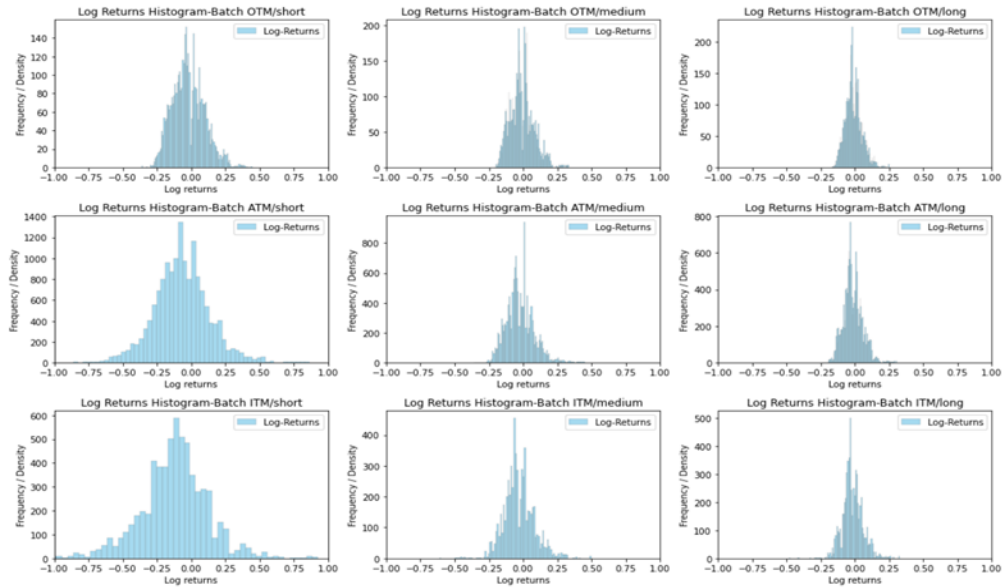 Log Returns Histogram-Batch OTM/short
Log Returns Histogram-Batch OTM/medium
Log Returns Histogram-Batch OTM/long
Frequency / Density
140
120
100
80
60
40
20
0
Log-Returns
−1.00 −0.75 −0.50 −0.25 0.00 0.25 0.50 0.75 1.00
Log returns
Frequency / Density
200
150
100
50
0
Log-Returns
−1.00 −0.75 −0.50 −0.25 0.00 0.25 0.50 0.75 1.00
Log returns
Frequency / Density
200
150
100
50
0
Log-Returns
−1.00 −0.75 −0.50 −0.25 0.00 0.25 0.50 0.75 1.00
Log returns
Log Returns Histogram-Batch ATM/short
Log Returns Histogram-Batch ATM/medium
Log Returns Histogram-Batch ATM/long
Frequency / Density
1400
1200
1000
800
600
400
200
0
Log-Returns
−1.00 −0.75 −0.50 −0.25 0.00 0.25 0.50 0.75 1.00
Log returns
Frequency / Density
800
600
400
200
0
Log-Returns
−1.00 −0.75 −0.50 −0.25 0.00 0.25 0.50 0.75 1.00
Log returns
Frequency / Density
800
600
400
200
0
Log-Returns
−1.00 −0.75 −0.50 −0.25 0.00 0.25 0.50 0.75 1.00
Log returns
Log Returns Histogram-Batch ITM/short
Log Returns Histogram-Batch ITM/medium
Log Returns Histogram-Batch ITM/long
Frequency / Density
600
500
400
300
200
100
0
Log-Returns
−1.00 −0.75 −0.50 −0.25 0.00 0.25 0.50 0.75 1.00
Log returns
Frequency / Density
400
300
200
100
0
Log-Returns
−1.00 −0.75 −0.50 −0.25 0.00 0.25 0.50 0.75 1.00
Log returns
Frequency / Density
500
400
300
200
100
0
Log-Returns
−1.00 −0.75 −0.50 −0.25 0.00 0.25 0.50 0.75 1.00
Log returns